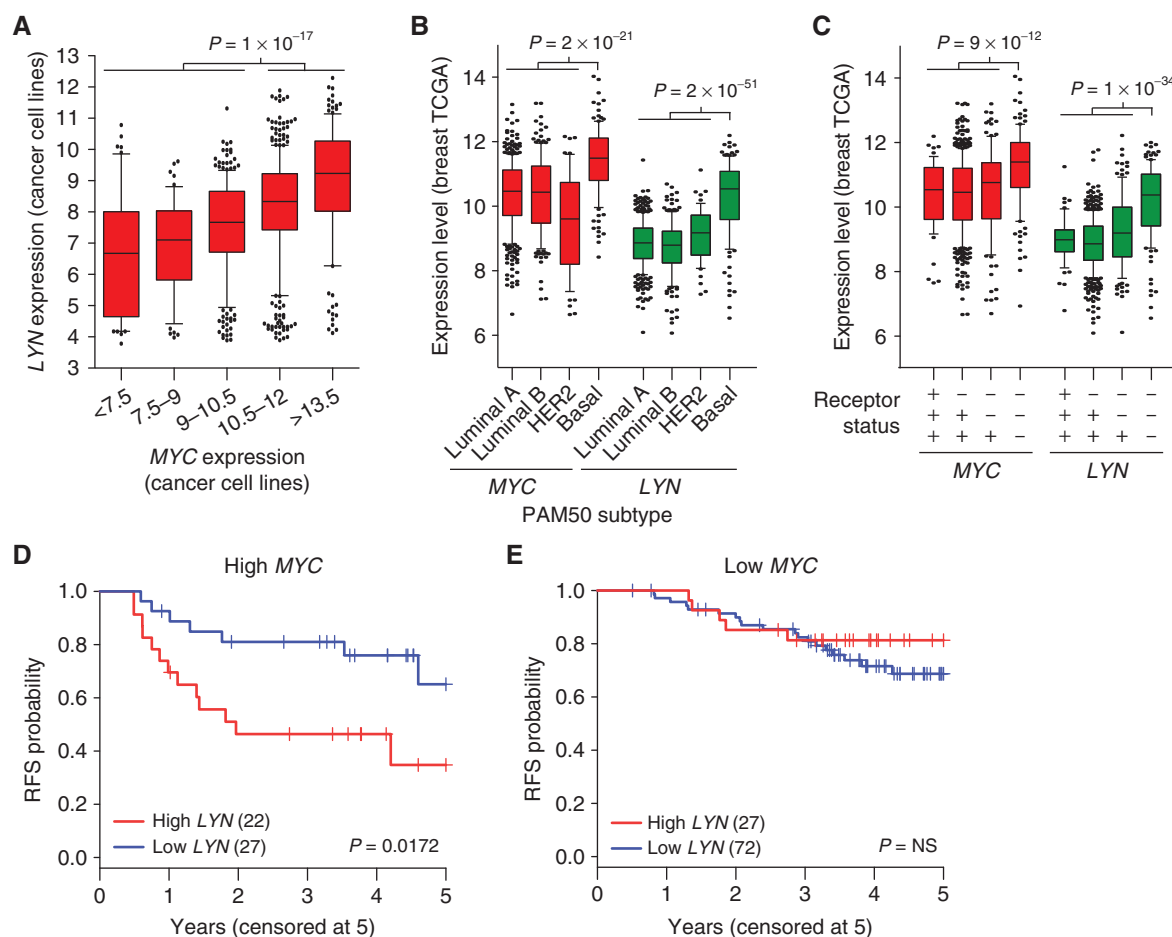 A
P = 1 × 10⁻¹⁷
LYN expression (cancer cell lines)
13
12
11
10
9
8
7
6
5
4
3
<7.5
7.5–9
9–10.5
10.5–12
>13.5
MYC expression
(cancer cell lines)
B
P = 2 × 10⁻²¹
P = 2 × 10⁻⁵¹
Expression level (breast TCGA)
14
12
10
8
6
Luminal A
Luminal B
HER2
Basal
Luminal A
Luminal B
HER2
Basal
MYC
LYN
PAM50 subtype
C
P = 9 × 10⁻¹²
P = 1 × 10⁻³⁴
Expression level (breast TCGA)
14
12
10
8
6
Receptor
status
+ − − − + − − −
+ + − − + + − −
+ + + − + + + −
MYC
LYN
D
High MYC
RFS probability
1.0
0.8
0.6
0.4
0.2
0.0
High LYN (22)
Low LYN (27)
P = 0.0172
0 1 2 3 4 5
Years (censored at 5)
E
Low MYC
RFS probability
1.0
0.8
0.6
0.4
0.2
0.0
High LYN (27)
Low LYN (72)
P = NS
0 1 2 3 4 5
Years (censored at 5)